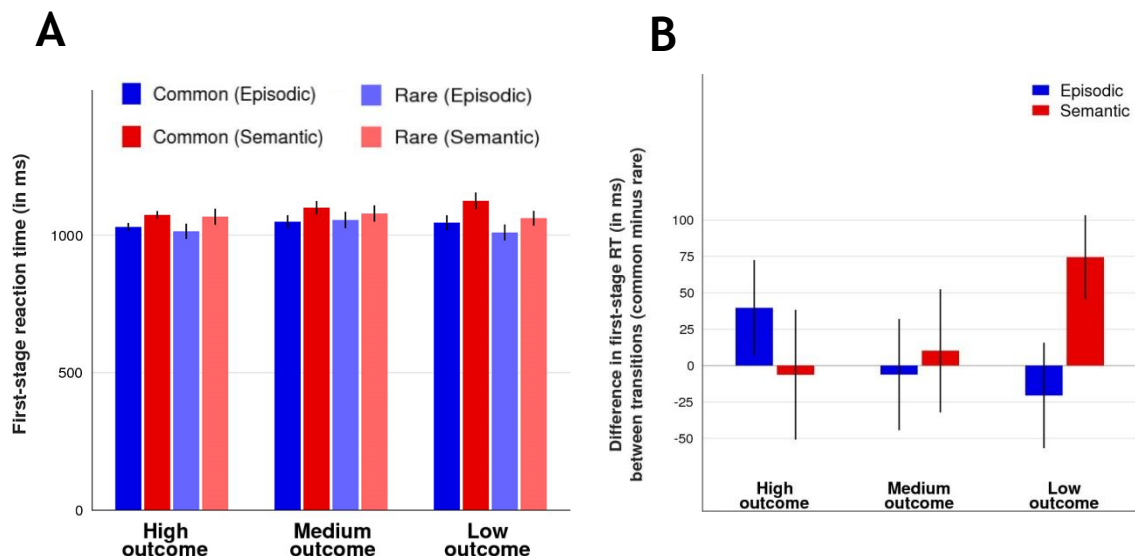 A
Common (Episodic)
Rare (Episodic)
Common (Semantic)
Rare (Semantic)
First-stage reaction time (in ms)
1000
500
0
High
outcome
Medium
outcome
Low
outcome
B
Episodic
Semantic
Difference in first-stage RT (in ms)
between transitions (common minus rare)
100
75
50
25
0
-25
-50
High
outcome
Medium
outcome
Low
outcome